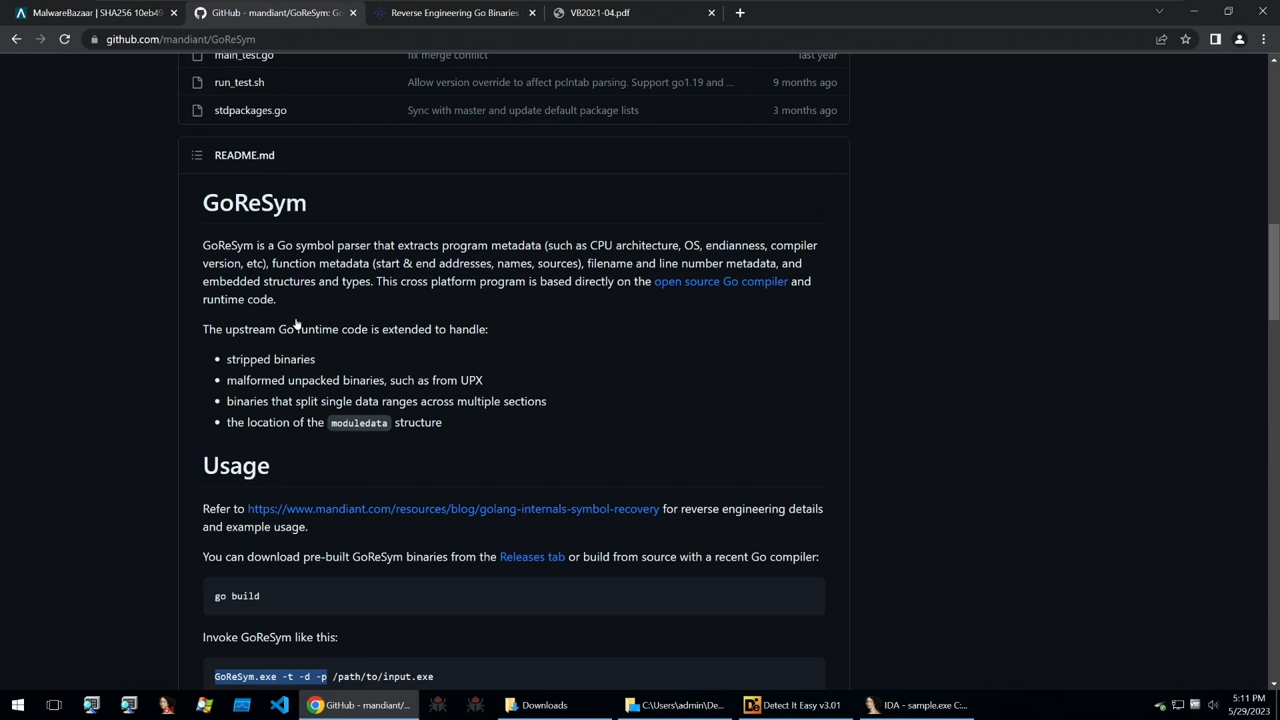 MalwareBazaar | SHA256 10eb49
GitHub - mandiant/GoReSym: Go
Reverse Engineering Go Binaries
VB2021-04.pdf
github.com/mandiant/GoReSym
main_test.go fix merge conflict last year
run_test.sh Allow version override to affect pclntab parsing. Support go1.19 and ... 9 months ago
stdpackages.go Sync with master and update default package lists 3 months ago
README.md
GoReSym
GoReSym is a Go symbol parser that extracts program metadata (such as CPU architecture, OS, endianness, compiler
version, etc), function metadata (start & end addresses, names, sources), filename and line number metadata, and
embedded structures and types. This cross platform program is based directly on the open source Go compiler and
runtime code.
The upstream Go runtime code is extended to handle:
• stripped binaries
• malformed unpacked binaries, such as from UPX
• binaries that split single data ranges across multiple sections
• the location of the moduledata structure
Usage
Refer to https://www.mandiant.com/resources/blog/golang-internals-symbol-recovery for reverse engineering details
and example usage.
You can download pre-built GoReSym binaries from the Releases tab or build from source with a recent Go compiler:
go build
Invoke GoReSym like this:
GoReSym.exe -t -d -p /path/to/input.exe
GitHub - mandiant/...
Downloads
C:\Users\admin\De...
De
Detect It Easy v3.01
IDA - sample.exe C:...
5:11 PM
5/29/2023